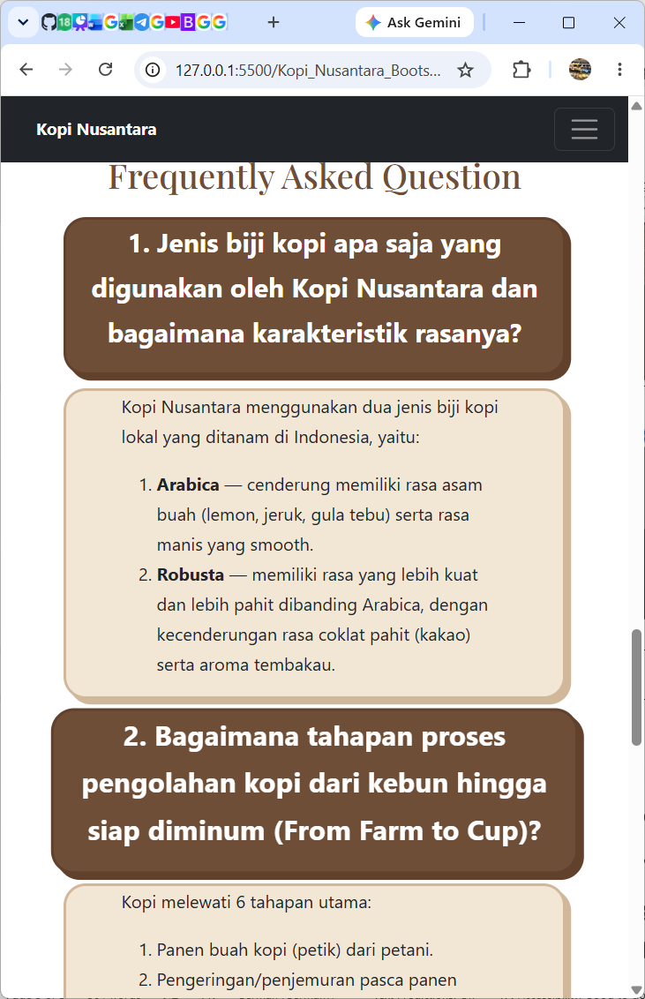 18
Ask Gemini
127.0.0.1:5500/Kopi_Nusantara_Boots...
Kopi Nusantara
Frequently Asked Question
1. Jenis biji kopi apa saja yang
digunakan oleh Kopi Nusantara dan
bagaimana karakteristik rasanya?
Kopi Nusantara menggunakan dua jenis biji kopi
lokal yang ditanam di Indonesia, yaitu:
1. Arabica — cenderung memiliki rasa asam
buah (lemon, jeruk, gula tebu) serta rasa
manis yang smooth.
2. Robusta — memiliki rasa yang lebih kuat
dan lebih pahit dibanding Arabica, dengan
kecenderungan rasa coklat pahit (kakao)
serta aroma tembakau.
2. Bagaimana tahapan proses
pengolahan kopi dari kebun hingga
siap diminum (From Farm to Cup)?
Kopi melewati 6 tahapan utama:
1. Panen buah kopi (petik) dari petani.
2. Pengeringan/penjemuran pasca panen